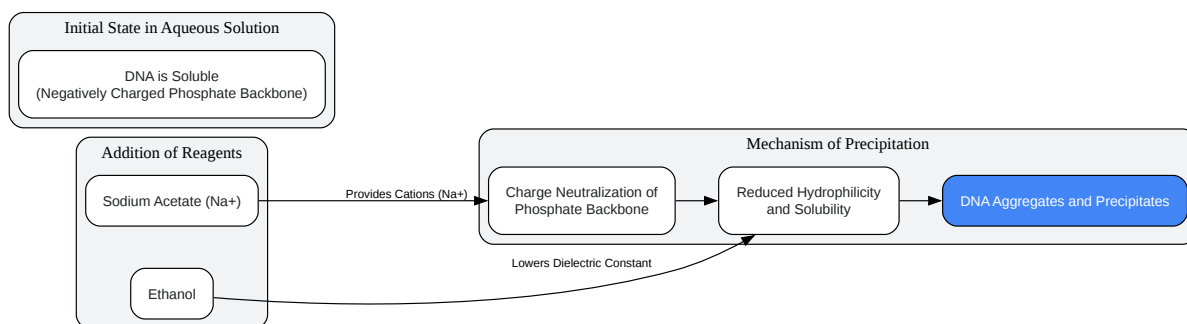 Initial State in Aqueous Solution
DNA is Soluble
(Negatively Charged Phosphate Backbone)
Addition of Reagents
Sodium Acetate (Na+)
Ethanol
Provides Cations (Na+)
Lowers Dielectric Constant
Mechanism of Precipitation
Charge Neutralization of
Phosphate Backbone
Reduced Hydrophilicity
and Solubility
DNA Aggregates and Precipitates